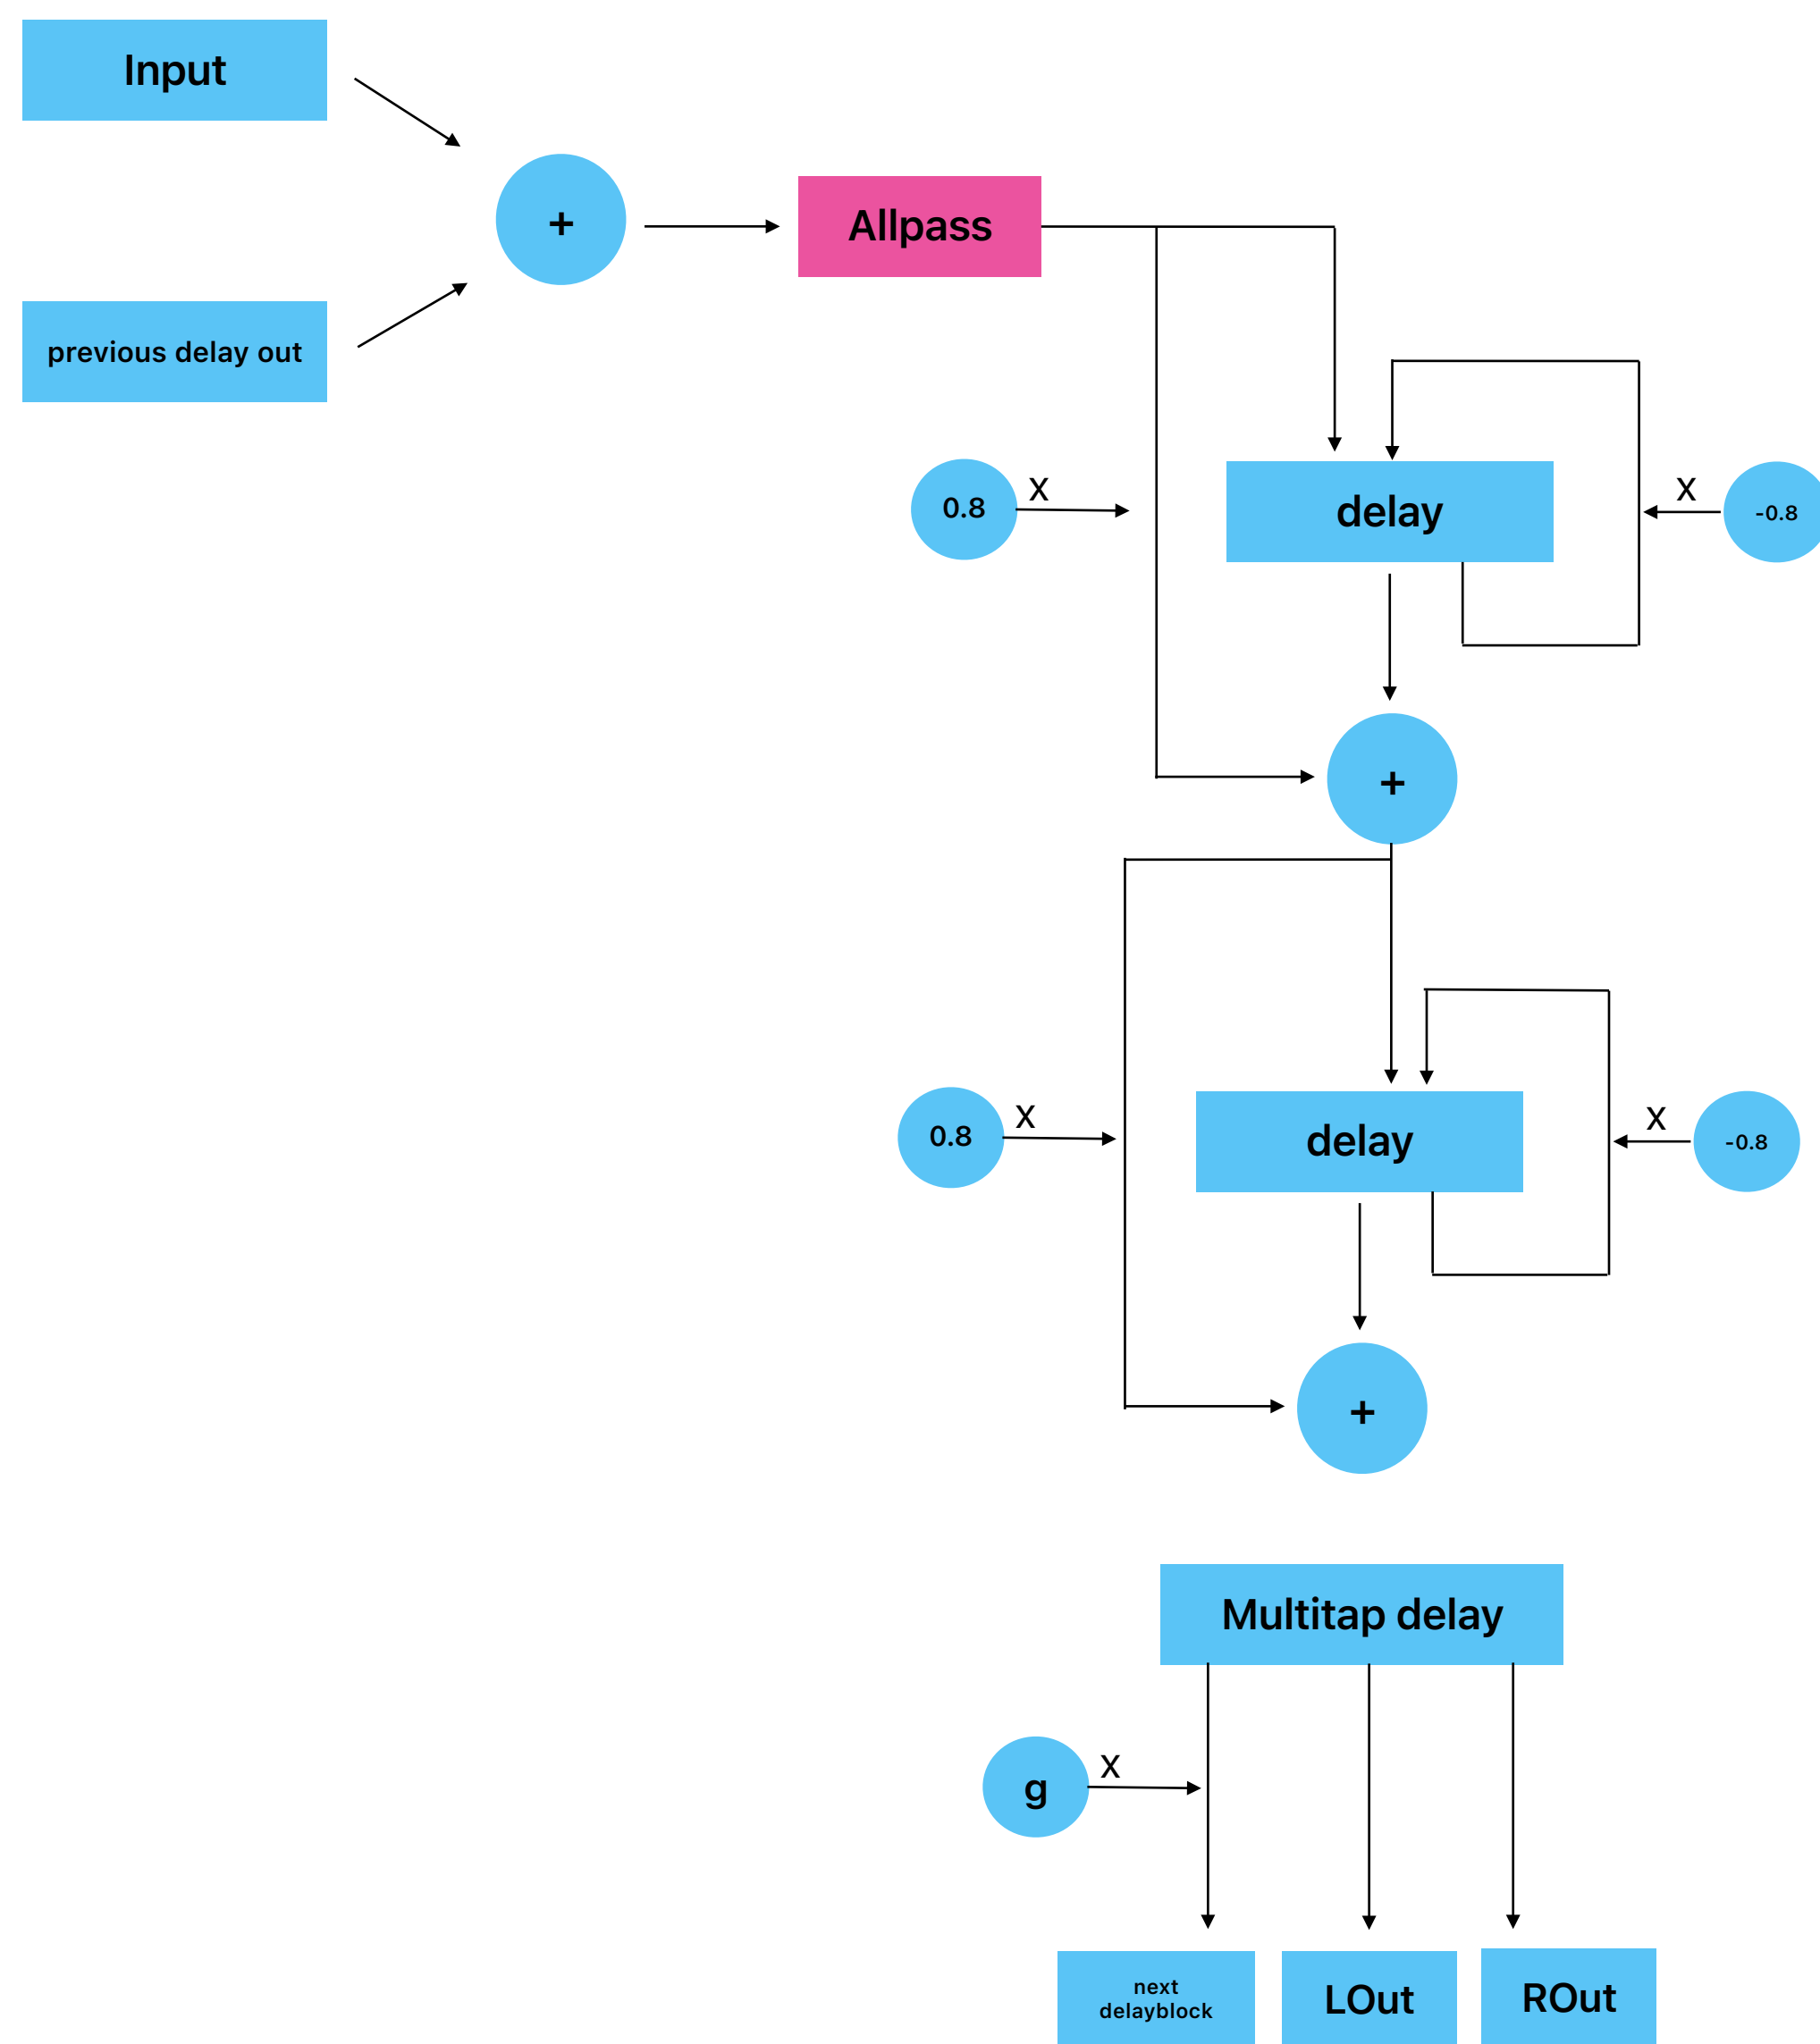 Input
+
Allpass
previous delay out
0.8
X
delay
X
-0.8
+
0.8
X
delay
X
-0.8
+
Multitap delay
g
X
next
delayblock
LOut
ROut